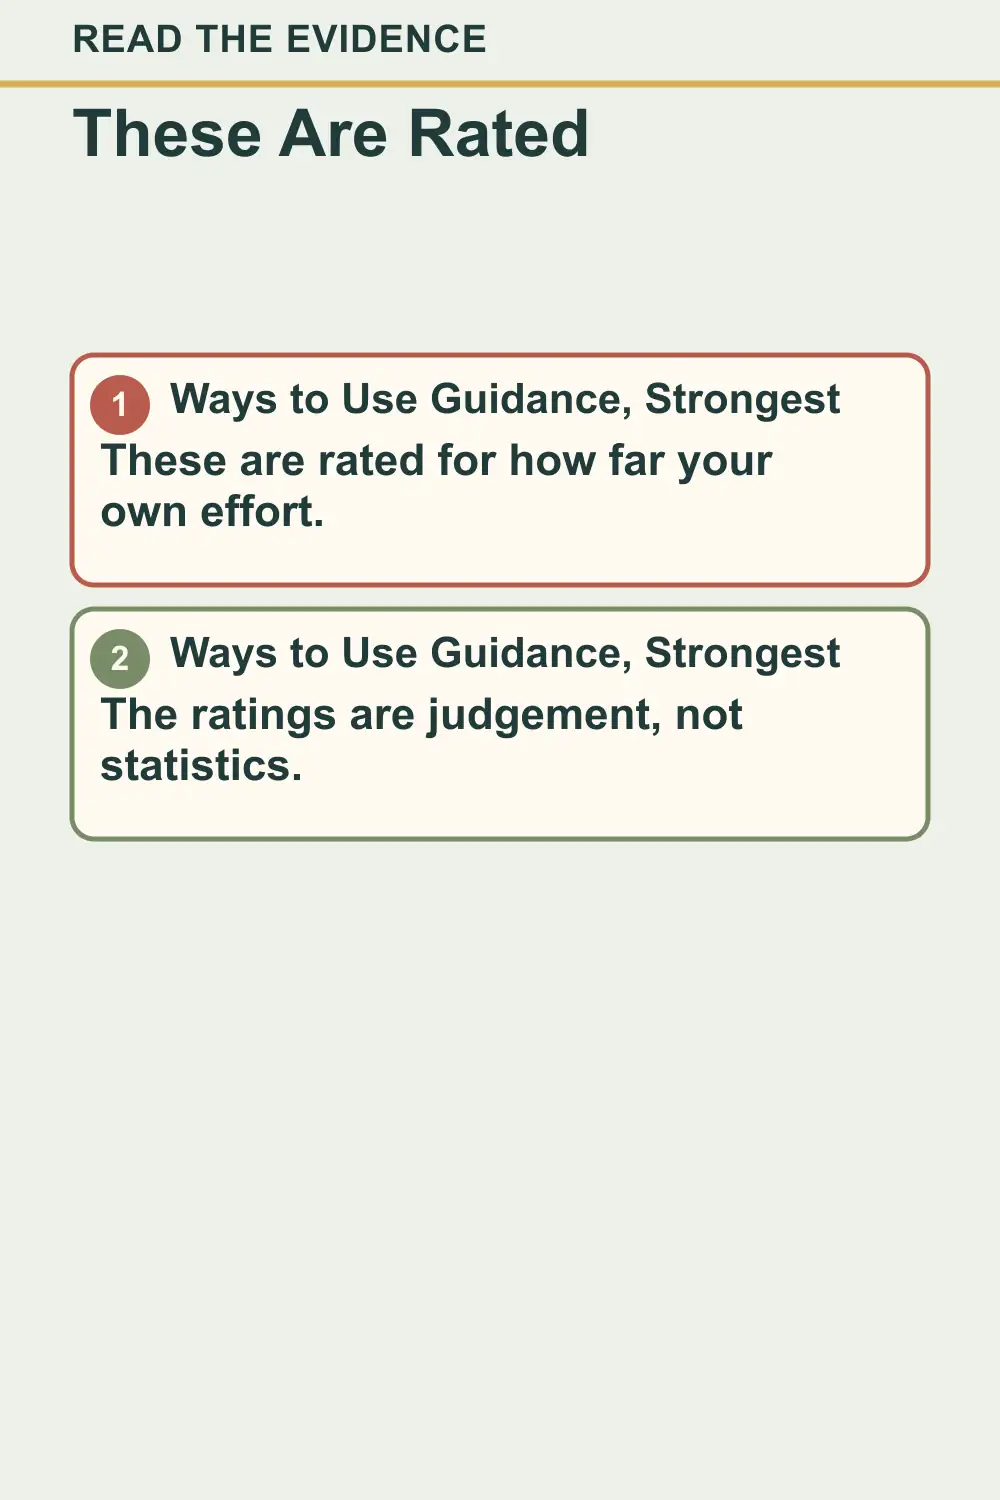 READ THE EVIDENCE
These Are Rated
1 Ways to Use Guidance, Strongest
These are rated for how far your
own effort.
2 Ways to Use Guidance, Strongest
The ratings are judgement, not
statistics.